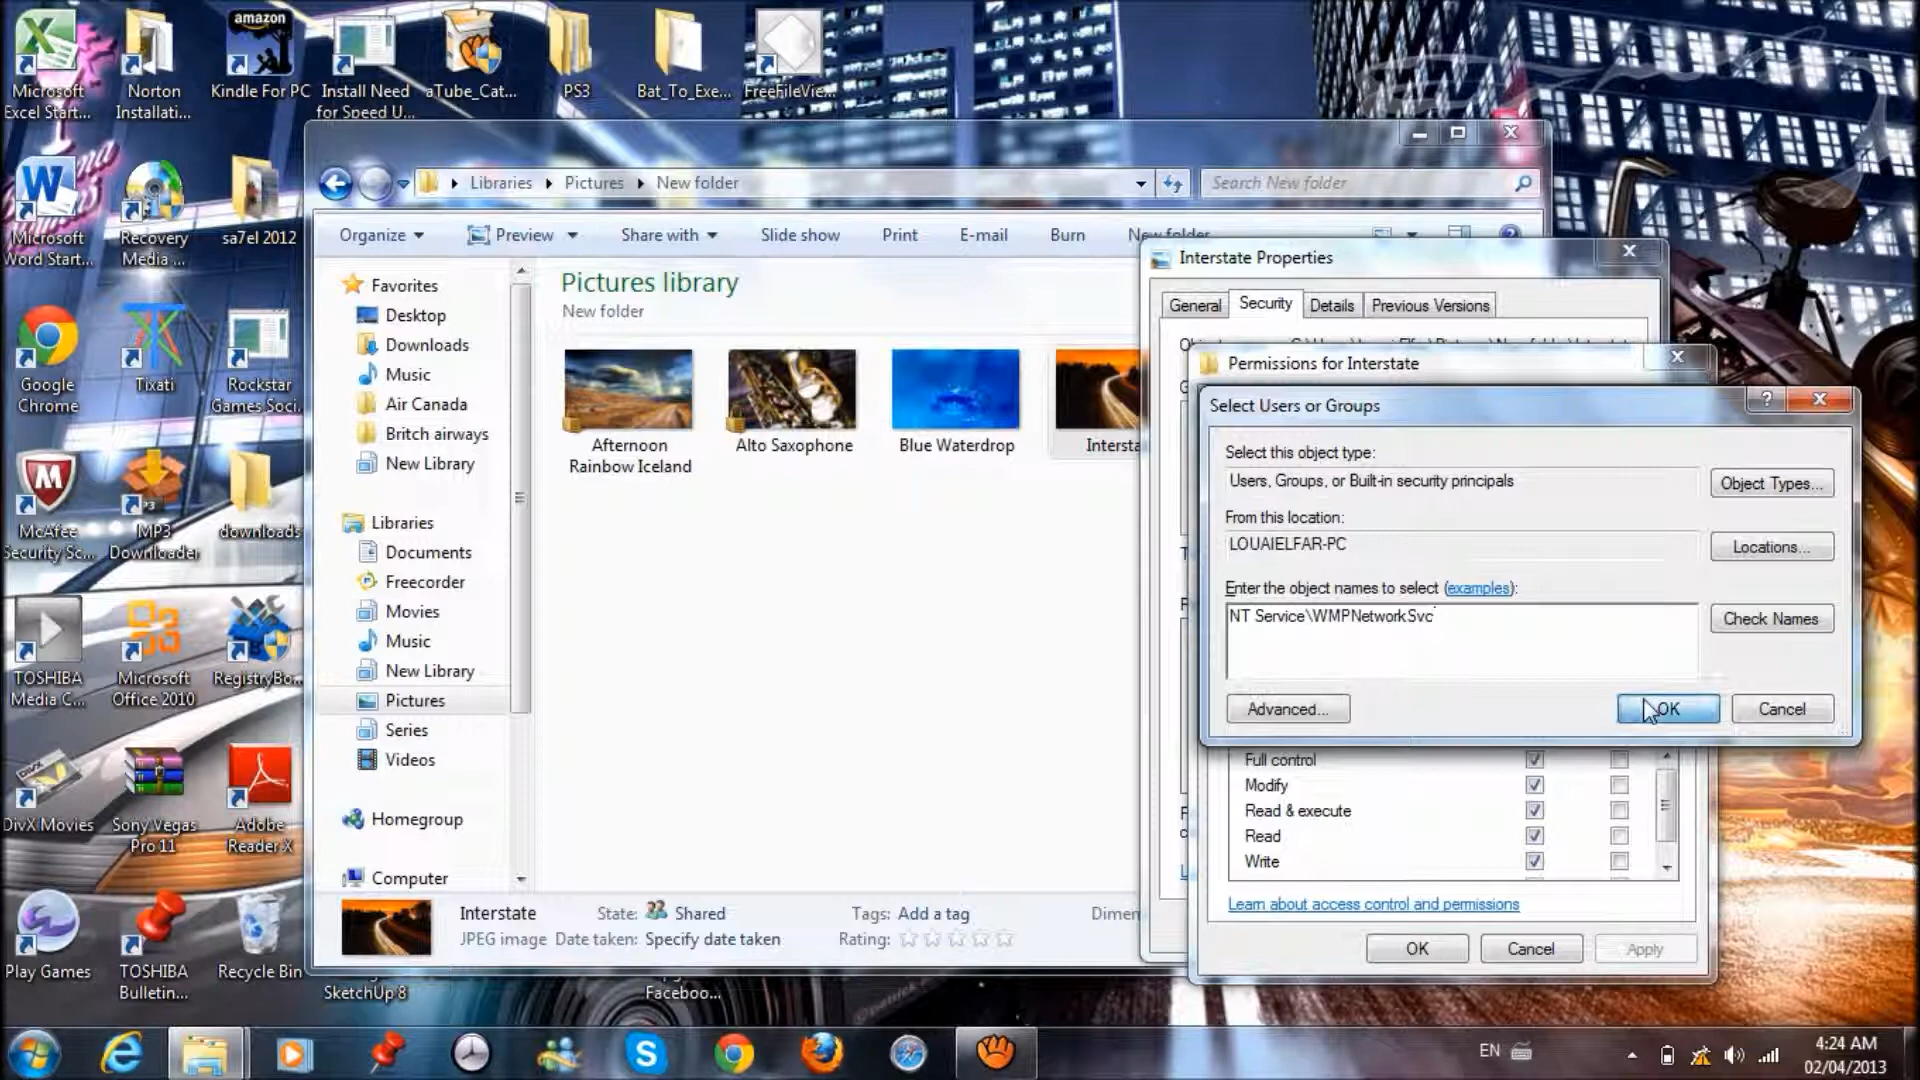 Microsoft
Excel Start...
Norton
Installati...
amazon
Kindle For PC
Install Need
for Speed U...
aTube_Cat...
PS3
Bat_To_Exe...
FreeFileVie...
Microsoft
Word Start...
Recovery
Media ...
sa7el 2012
Google
Chrome
Tixati
Rockstar
Games Soci...
McAfee
Security Sc...
MP3
Downloader
downloads
TOSHIBA
Media C...
Microsoft
Office 2010
RegistryBo...
DivX Movies
Sony Vegas
Pro 11
Adobe
Reader X
Play Games
TOSHIBA
Bulletin...
Recycle Bin
SketchUp 8
Faceboo...
Libraries
Pictures
New folder
Search New folder
Organize
Preview
Share with
Slide show
Print
E-mail
Burn
New folder
Favorites
Desktop
Downloads
Music
Air Canada
Britch airways
New Library
Libraries
Documents
Freecorder
Movies
Music
New Library
Pictures
Series
Videos
Homegroup
Computer
Pictures library
New folder
Afternoon
Rainbow Iceland
Alto Saxophone
Blue Waterdrop
Intersta
Interstate
State: Shared
Tags: Add a tag
Dimen
JPEG image
Date taken: Specify date taken
Rating:
Interstate Properties
General
Security
Details
Previous Versions
Permissions for Interstate
Select Users or Groups
Select this object type:
Users, Groups, or Built-in security principals
Object Types...
From this location:
LOUAIELFAR-PC
Locations...
Enter the object names to select (examples):
NT Service\WMPNetworkSvc
Check Names
Advanced...
OK
Cancel
Full control
Modify
Read & execute
Read
Write
Learn about access control and permissions
OK
Cancel
Apply
EN
4:24 AM
02/04/2013